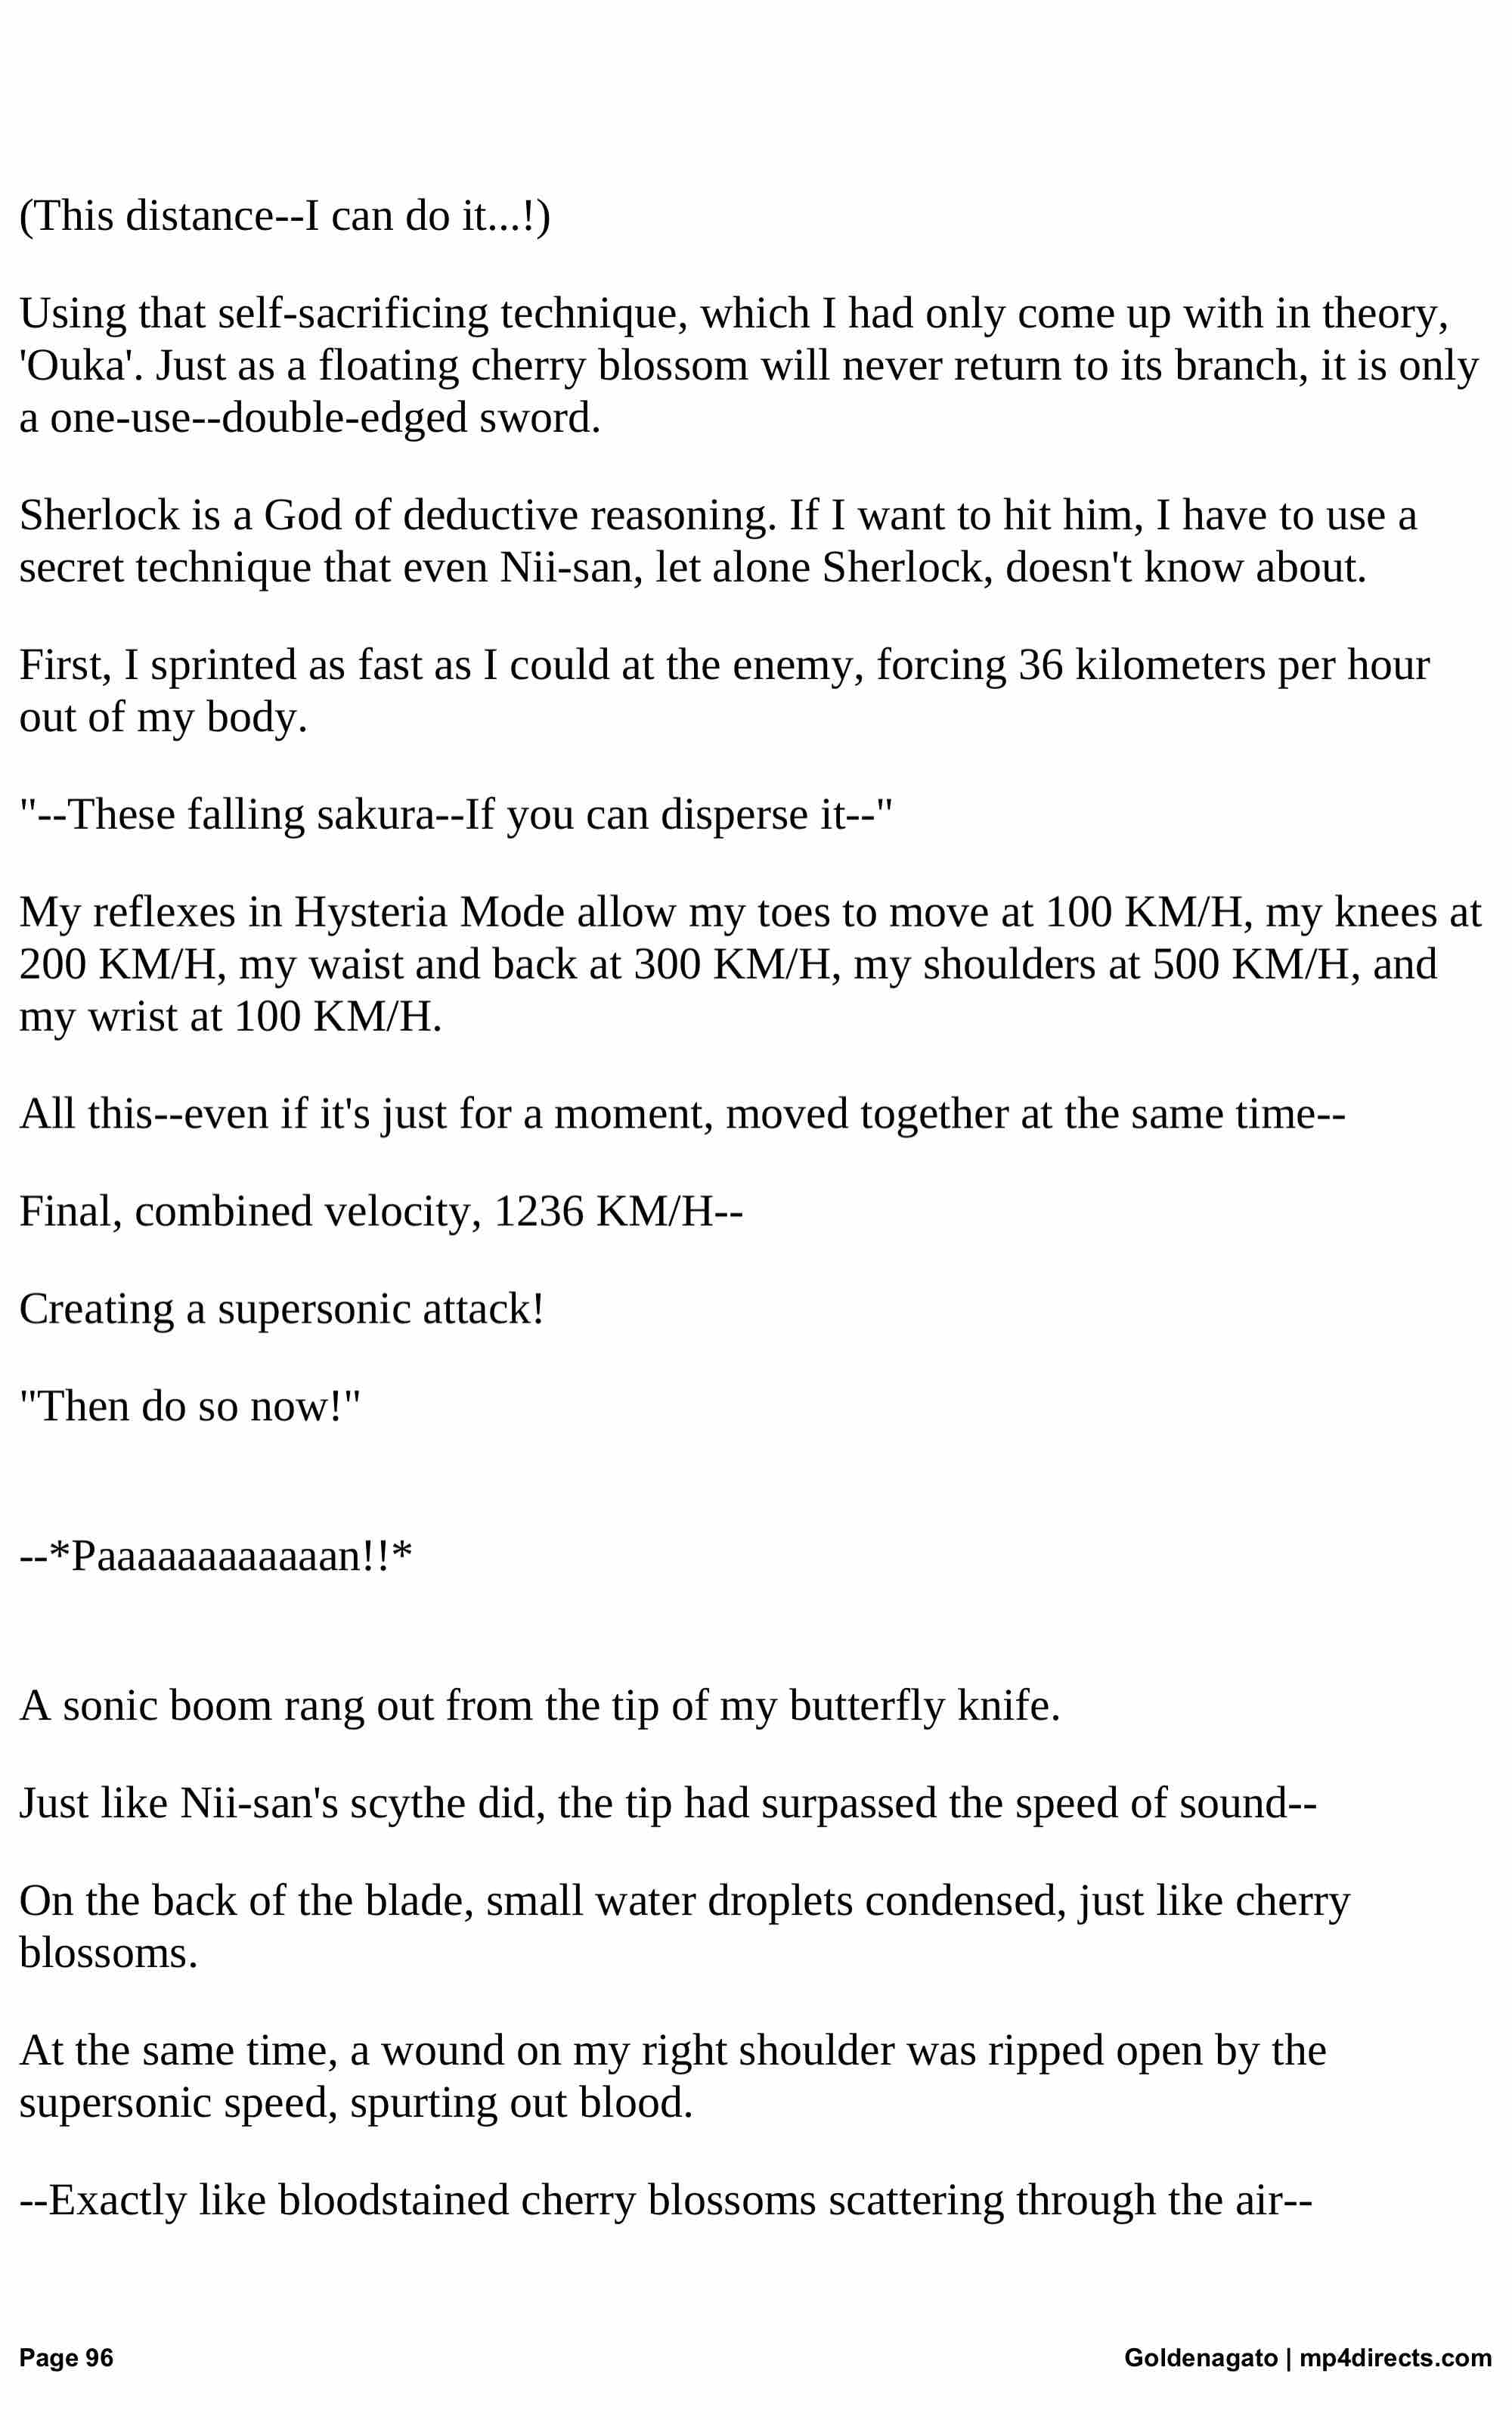 (This distance--I can do it...!)
Using that self-sacrificing technique, which I had only come up with in theory,
'Ouka'. Just as a floating cherry blossom will never return to its branch, it is only
a one-use--double-edged sword.
Sherlock is a God of deductive reasoning. If I want to hit him, I have to use a
secret technique that even Nii-san, let alone Sherlock, doesn't know about.
First, I sprinted as fast as I could at the enemy, forcing 36 kilometers per hour
out of my body.
"--These falling sakura--If you can disperse it--"
My reflexes in Hysteria Mode allow my toes to move at 100 KM/H, my knees at
200 KM/H, my waist and back at 300 KM/H, my shoulders at 500 KM/H, and
my wrist at 100 KM/H.
All this--even if it's just for a moment, moved together at the same time--
Final, combined velocity, 1236 KM/H--
Creating a supersonic attack!
"Then do so now!"
--*Paaaaaaaaaaaan!!*
A sonic boom rang out from the tip of my butterfly knife.
Just like Nii-san's scythe did, the tip had surpassed the speed of sound--
On the back of the blade, small water droplets condensed, just like cherry
blossoms.
At the same time, a wound on my right shoulder was ripped open by the
supersonic speed, spurting out blood.
--Exactly like bloodstained cherry blossoms scattering through the air--
Page 96
Goldenagato | mp4directs.com